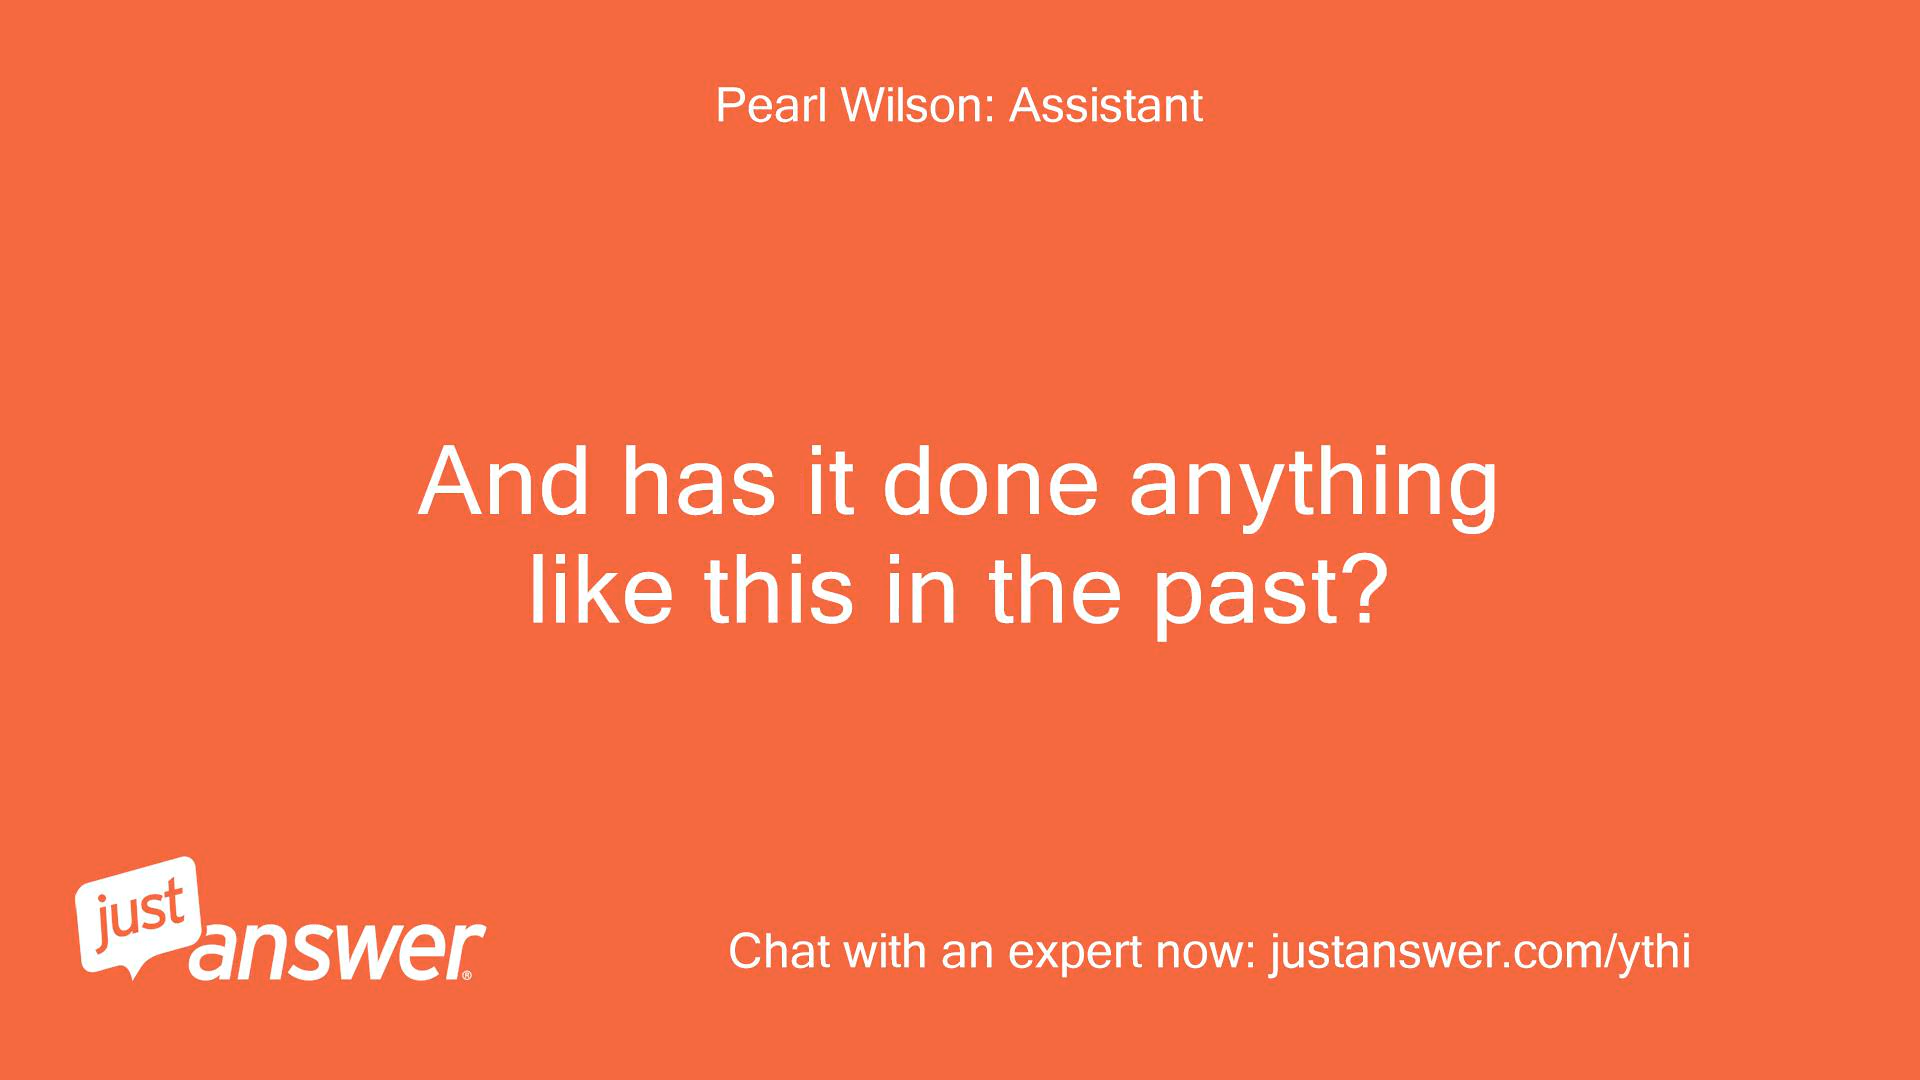 Pearl Wilson: Assistant
And has it done anything
like this in the past?
just
answer®
Chat with an expert now: justanswer.com/ythi